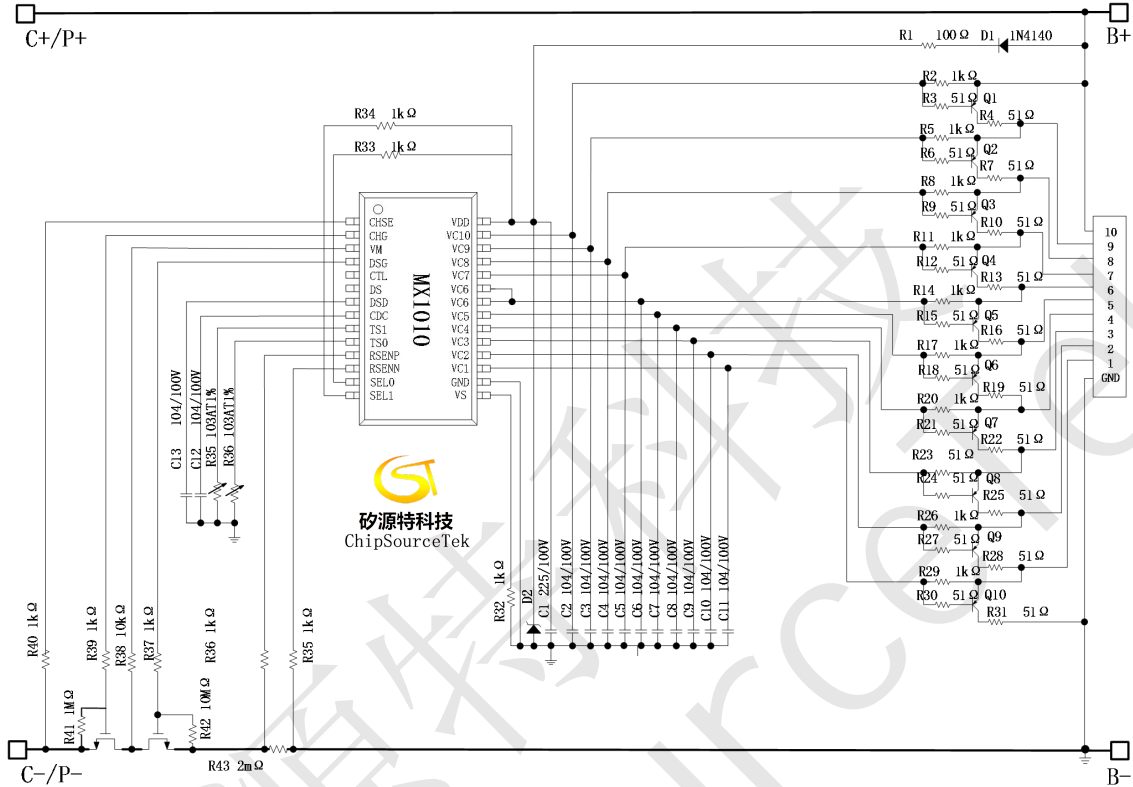 C+/P+
B+
R1 100Ω D1 1N4140
R2 1kΩ
R3 51Ω Q1
R4 51Ω
R5 1kΩ
R6 51Ω Q2
R7 51Ω
R8 1kΩ
R9 51Ω Q3
R10 51Ω
R11 1kΩ
R12 51Ω Q4
R13 51Ω
R14 1kΩ
R15 51Ω Q5
R16 51Ω
R17 1kΩ
R18 51Ω Q6
R19 51Ω
R20 1kΩ
R21 51Ω Q7
R22 51Ω
R23 51Ω
R24 51Ω Q8
R25 51Ω
R26 1kΩ
R27 51Ω Q9
R28 51Ω
R29 1kΩ
R30 51Ω Q10
R31 51Ω
10
9
8
7
6
5
4
3
2
1
GND
R34 1kΩ
R33 1kΩ
MX1010
CHSE
CHG
VM
DSG
CTL
DS
DSD
CDC
TS1
TS0
RSENP
RSENN
SEL0
SEL1
VDD
VC10
VC9
VC8
VC7
VC6
VC6
VC5
VC4
VC3
VC2
VC1
GND
VS
C13 104/100V
C12 104/100V
R35 103AT1%
R36 103AT1%
CST
矽源特科技
ChipSourceTek
R32 1kΩ
D2
C1 225/100V
C2 104/100V
C3 104/100V
C4 104/100V
C5 104/100V
C6 104/100V
C7 104/100V
C8 104/100V
C9 104/100V
C10 104/100V
C11 104/100V
R40 1kΩ
R39 1kΩ
R38 10kΩ
R37 1kΩ
R36 1kΩ
R35 1kΩ
R41 1MΩ
R42 10MΩ
R43 2mΩ
C-/P-
B-
源特科技
urceTe